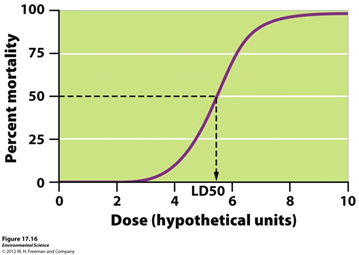 100
75
50
25
0
Percent mortality
LD50
0 2 4 6 8 10
Dose (hypothetical units)
Figure 17.16
Environmental Science
© 2012 W. H. Freeman and Company